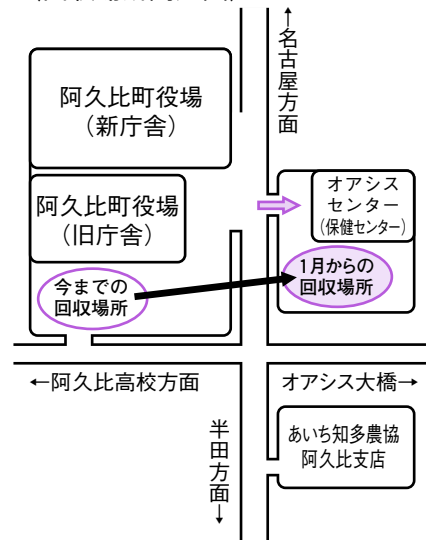 ↑名古屋方面
阿久比町役場
（新庁舎）
オアシス
センター
（保健センター）
阿久比町役場
（旧庁舎）
今までの
回収場所
1月からの
回収場所
←阿久比高校方面
オアシス大橋→
半田方面→
あいち知多農協
阿久比支店